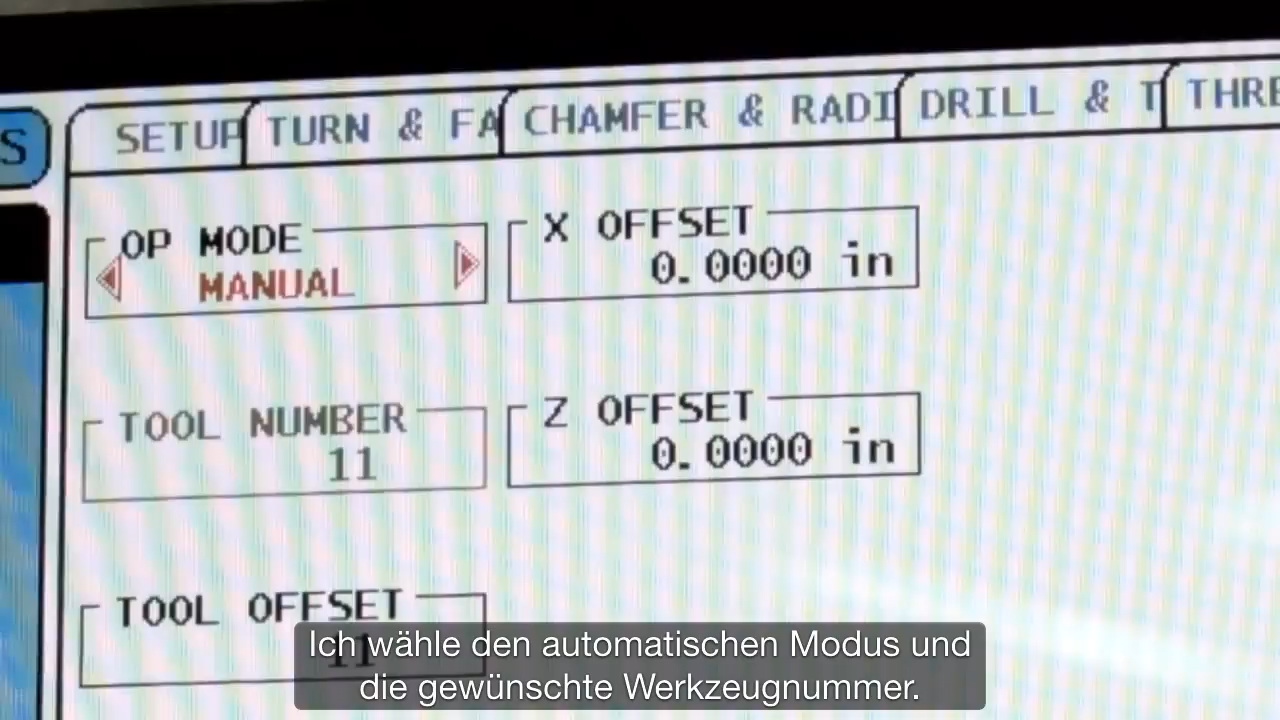 S
SETUP TURN & FA CHAMFER & RADI DRILL & T THRE
OP MODE
MANUAL
X OFFSET
0.0000 in
TOOL NUMBER
11
Z OFFSET
0.0000 in
TOOL OFFSET
11
Ich wähle den automatischen Modus und
die gewünschte Werkzeugnummer.